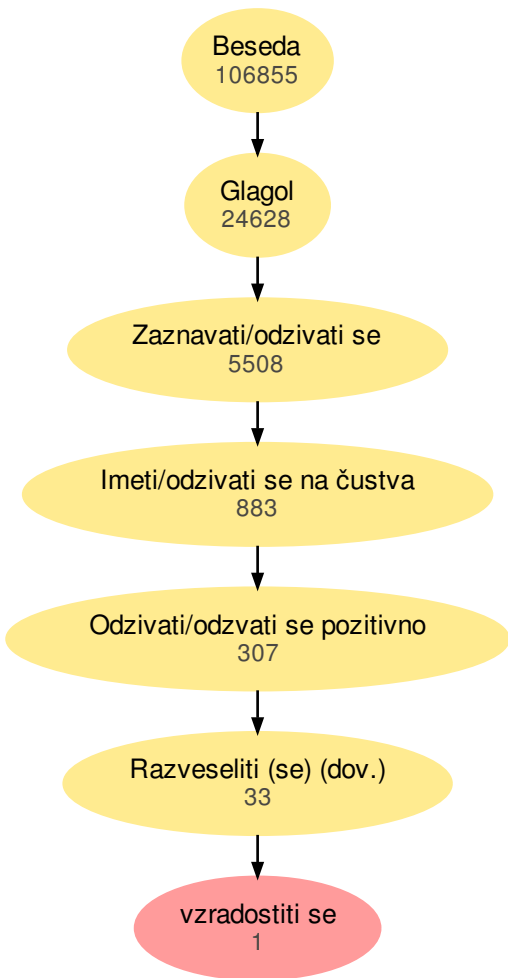 Beseda
106855
Glagol
24628
Zaznavati/odzivati se
5508
Imeti/odzivati se na čustva
883
Odzivati/odzvati se pozitivno
307
Razveseliti (se) (dov.)
33
vzradostiti se
1